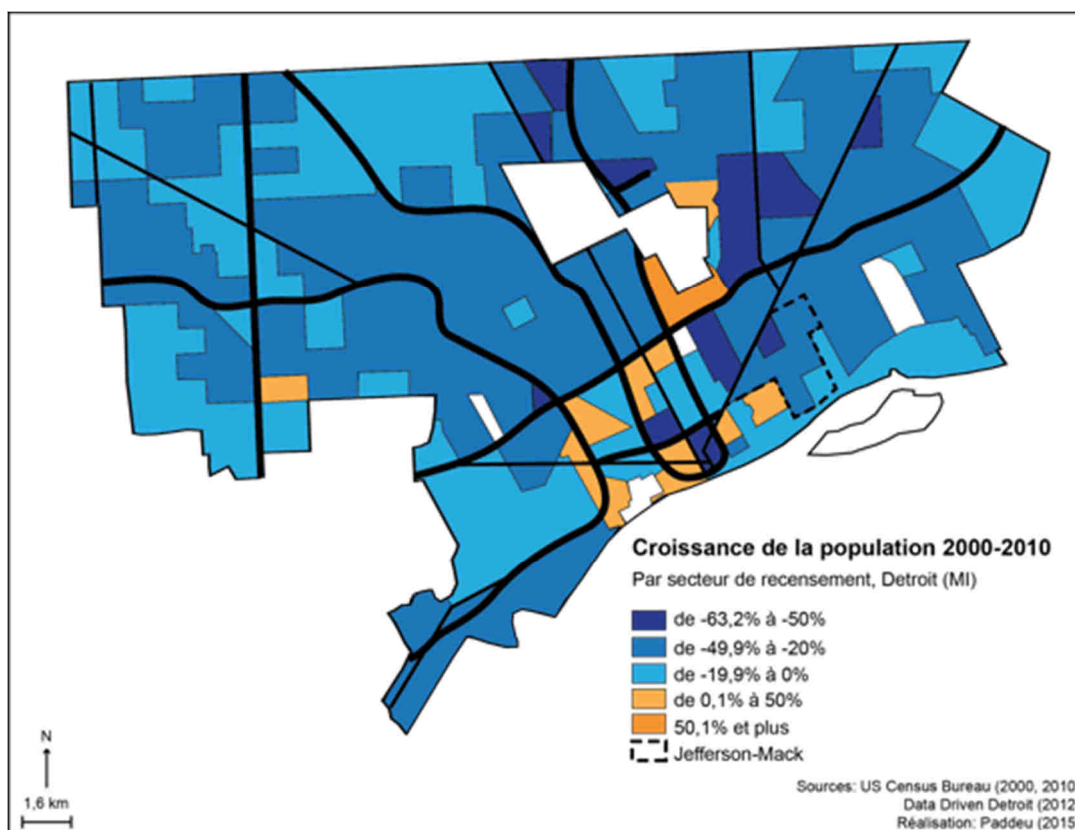 Croissance de la population 2000-2010
Par secteur de recensement, Detroit (MI)
de -63,2% à -50%
de -49,9% à -20%
de -19,9% à 0%
de 0,1% à 50%
50,1% et plus
Jefferson-Mack
N
1,6 km
Sources: US Census Bureau (2000, 2010
Data Driven Detroit (2012
Réalisation: Paddeu (2015